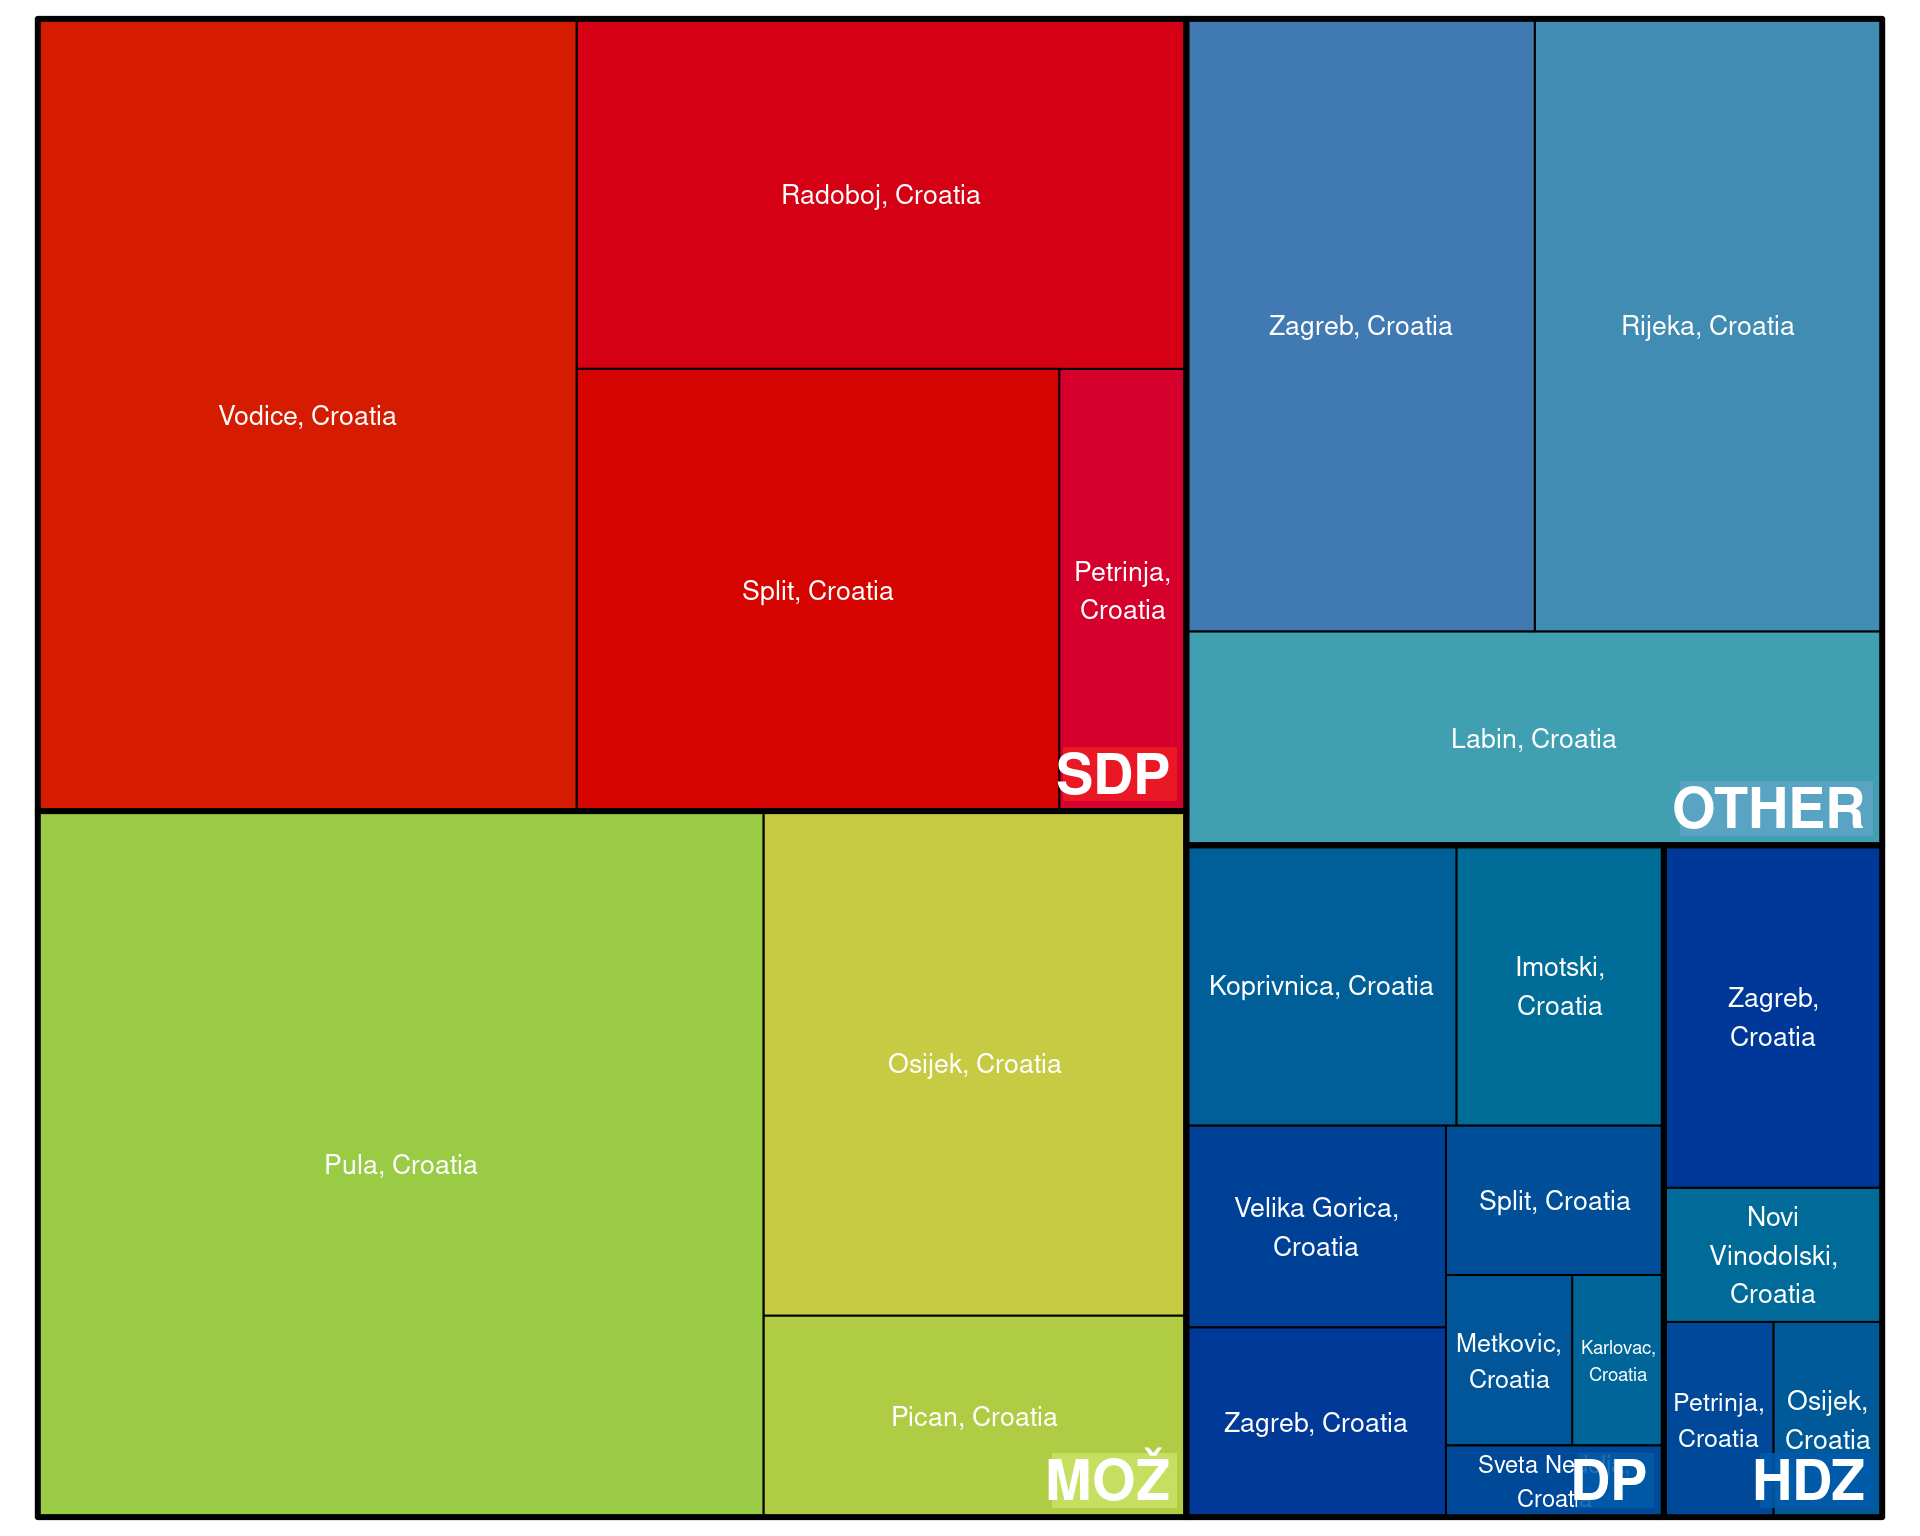 Vodice, Croatia
Radoboj, Croatia
Split, Croatia
Petrinja,
Croatia
SDP
Zagreb, Croatia
Rijeka, Croatia
Labin, Croatia
OTHER
Pula, Croatia
Osijek, Croatia
Pican, Croatia
MOŽ
Koprivnica, Croatia
Imotski,
Croatia
Velika Gorica,
Croatia
Split, Croatia
Metkovic,
Croatia
Karlovac,
Croatia
Zagreb, Croatia
Sveta
Croatia
DP
Zagreb,
Croatia
Novi
Vinodolski,
Croatia
Petrinja,
Croatia
Osijek,
Croatia
HDZ